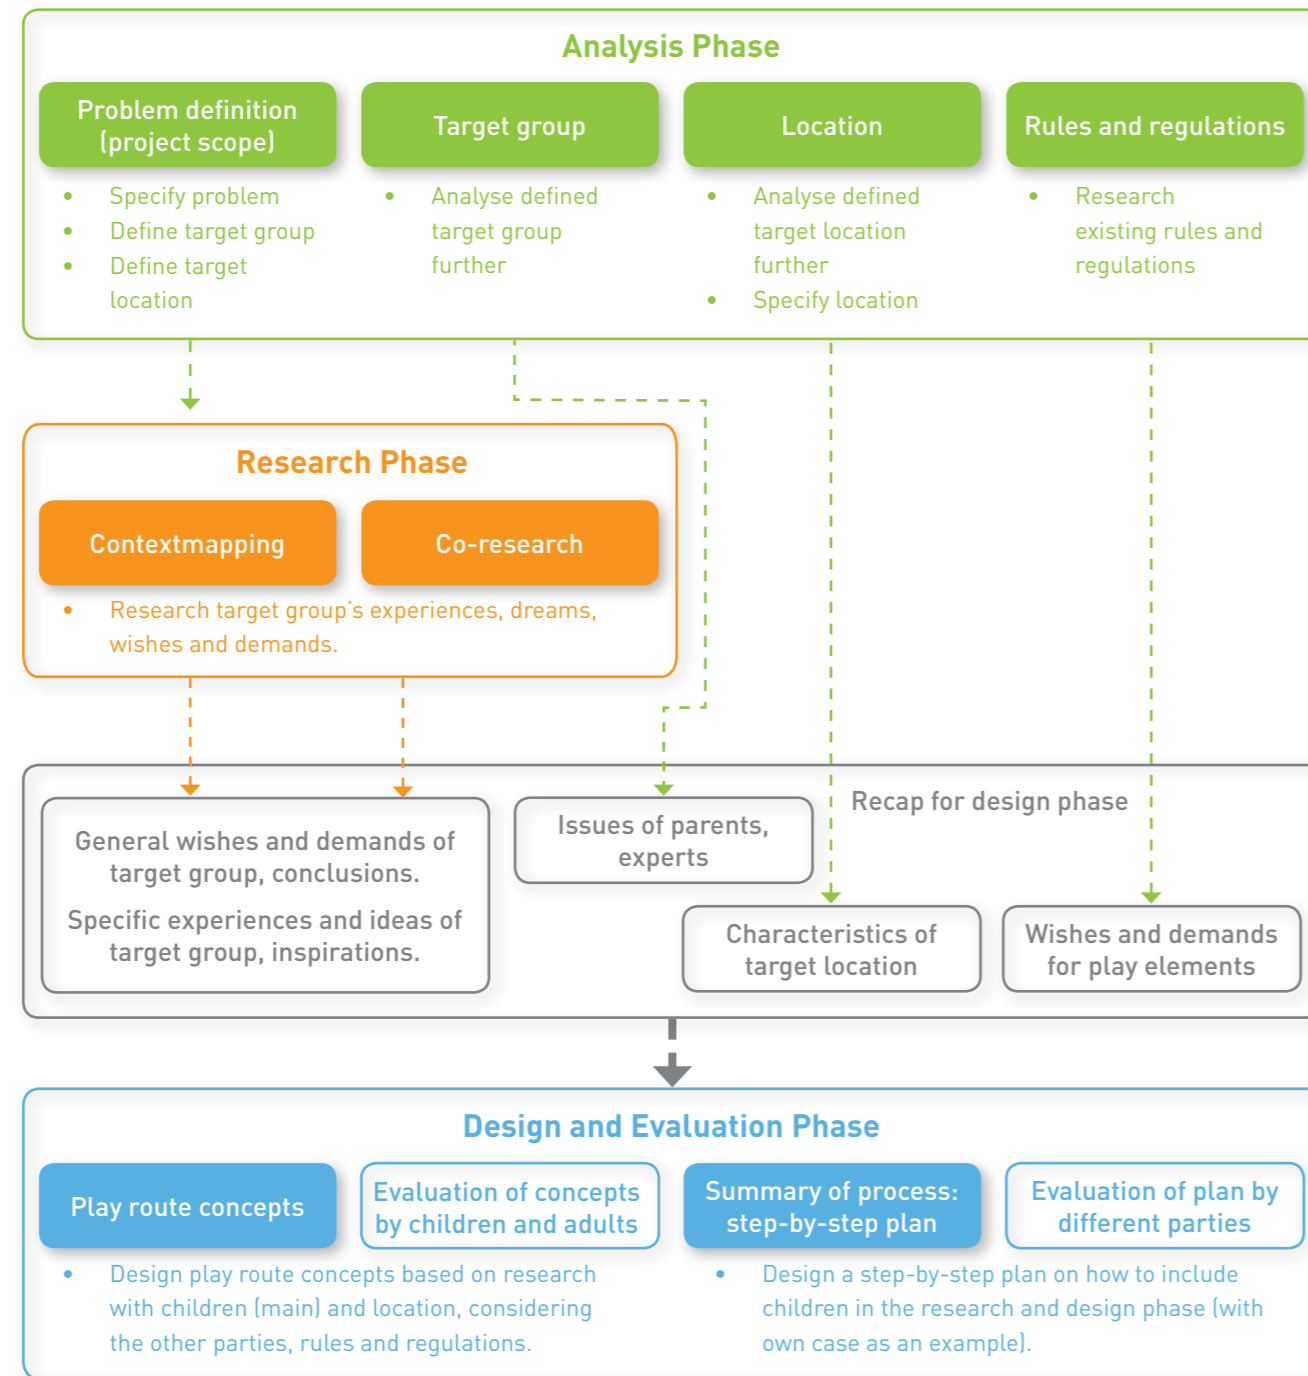 Analysis Phase
Problem definition
(project scope)
• Specify problem
• Define target group
• Define target
location
Target group
• Analyse defined
target group
further
Location
• Analyse defined
target location
further
• Specify location
Rules and regulations
• Research
existing rules and
regulations
Research Phase
Contextmapping
Co-research
• Research target group's experiences, dreams,
wishes and demands.
Recap for design phase
General wishes and demands of
target group, conclusions.
Specific experiences and ideas of
target group, inspirations.
Issues of parents,
experts
Characteristics of
target location
Wishes and demands
for play elements
Design and Evaluation Phase
Play route concepts
Evaluation of concepts
by children and adults
• Design play route concepts based on research
with children (main) and location, considering
the other parties, rules and regulations.
Summary of process:
step-by-step plan
Evaluation of plan by
different parties
• Design a step-by-step plan on how to include
children in the research and design phase (with
own case as an example).